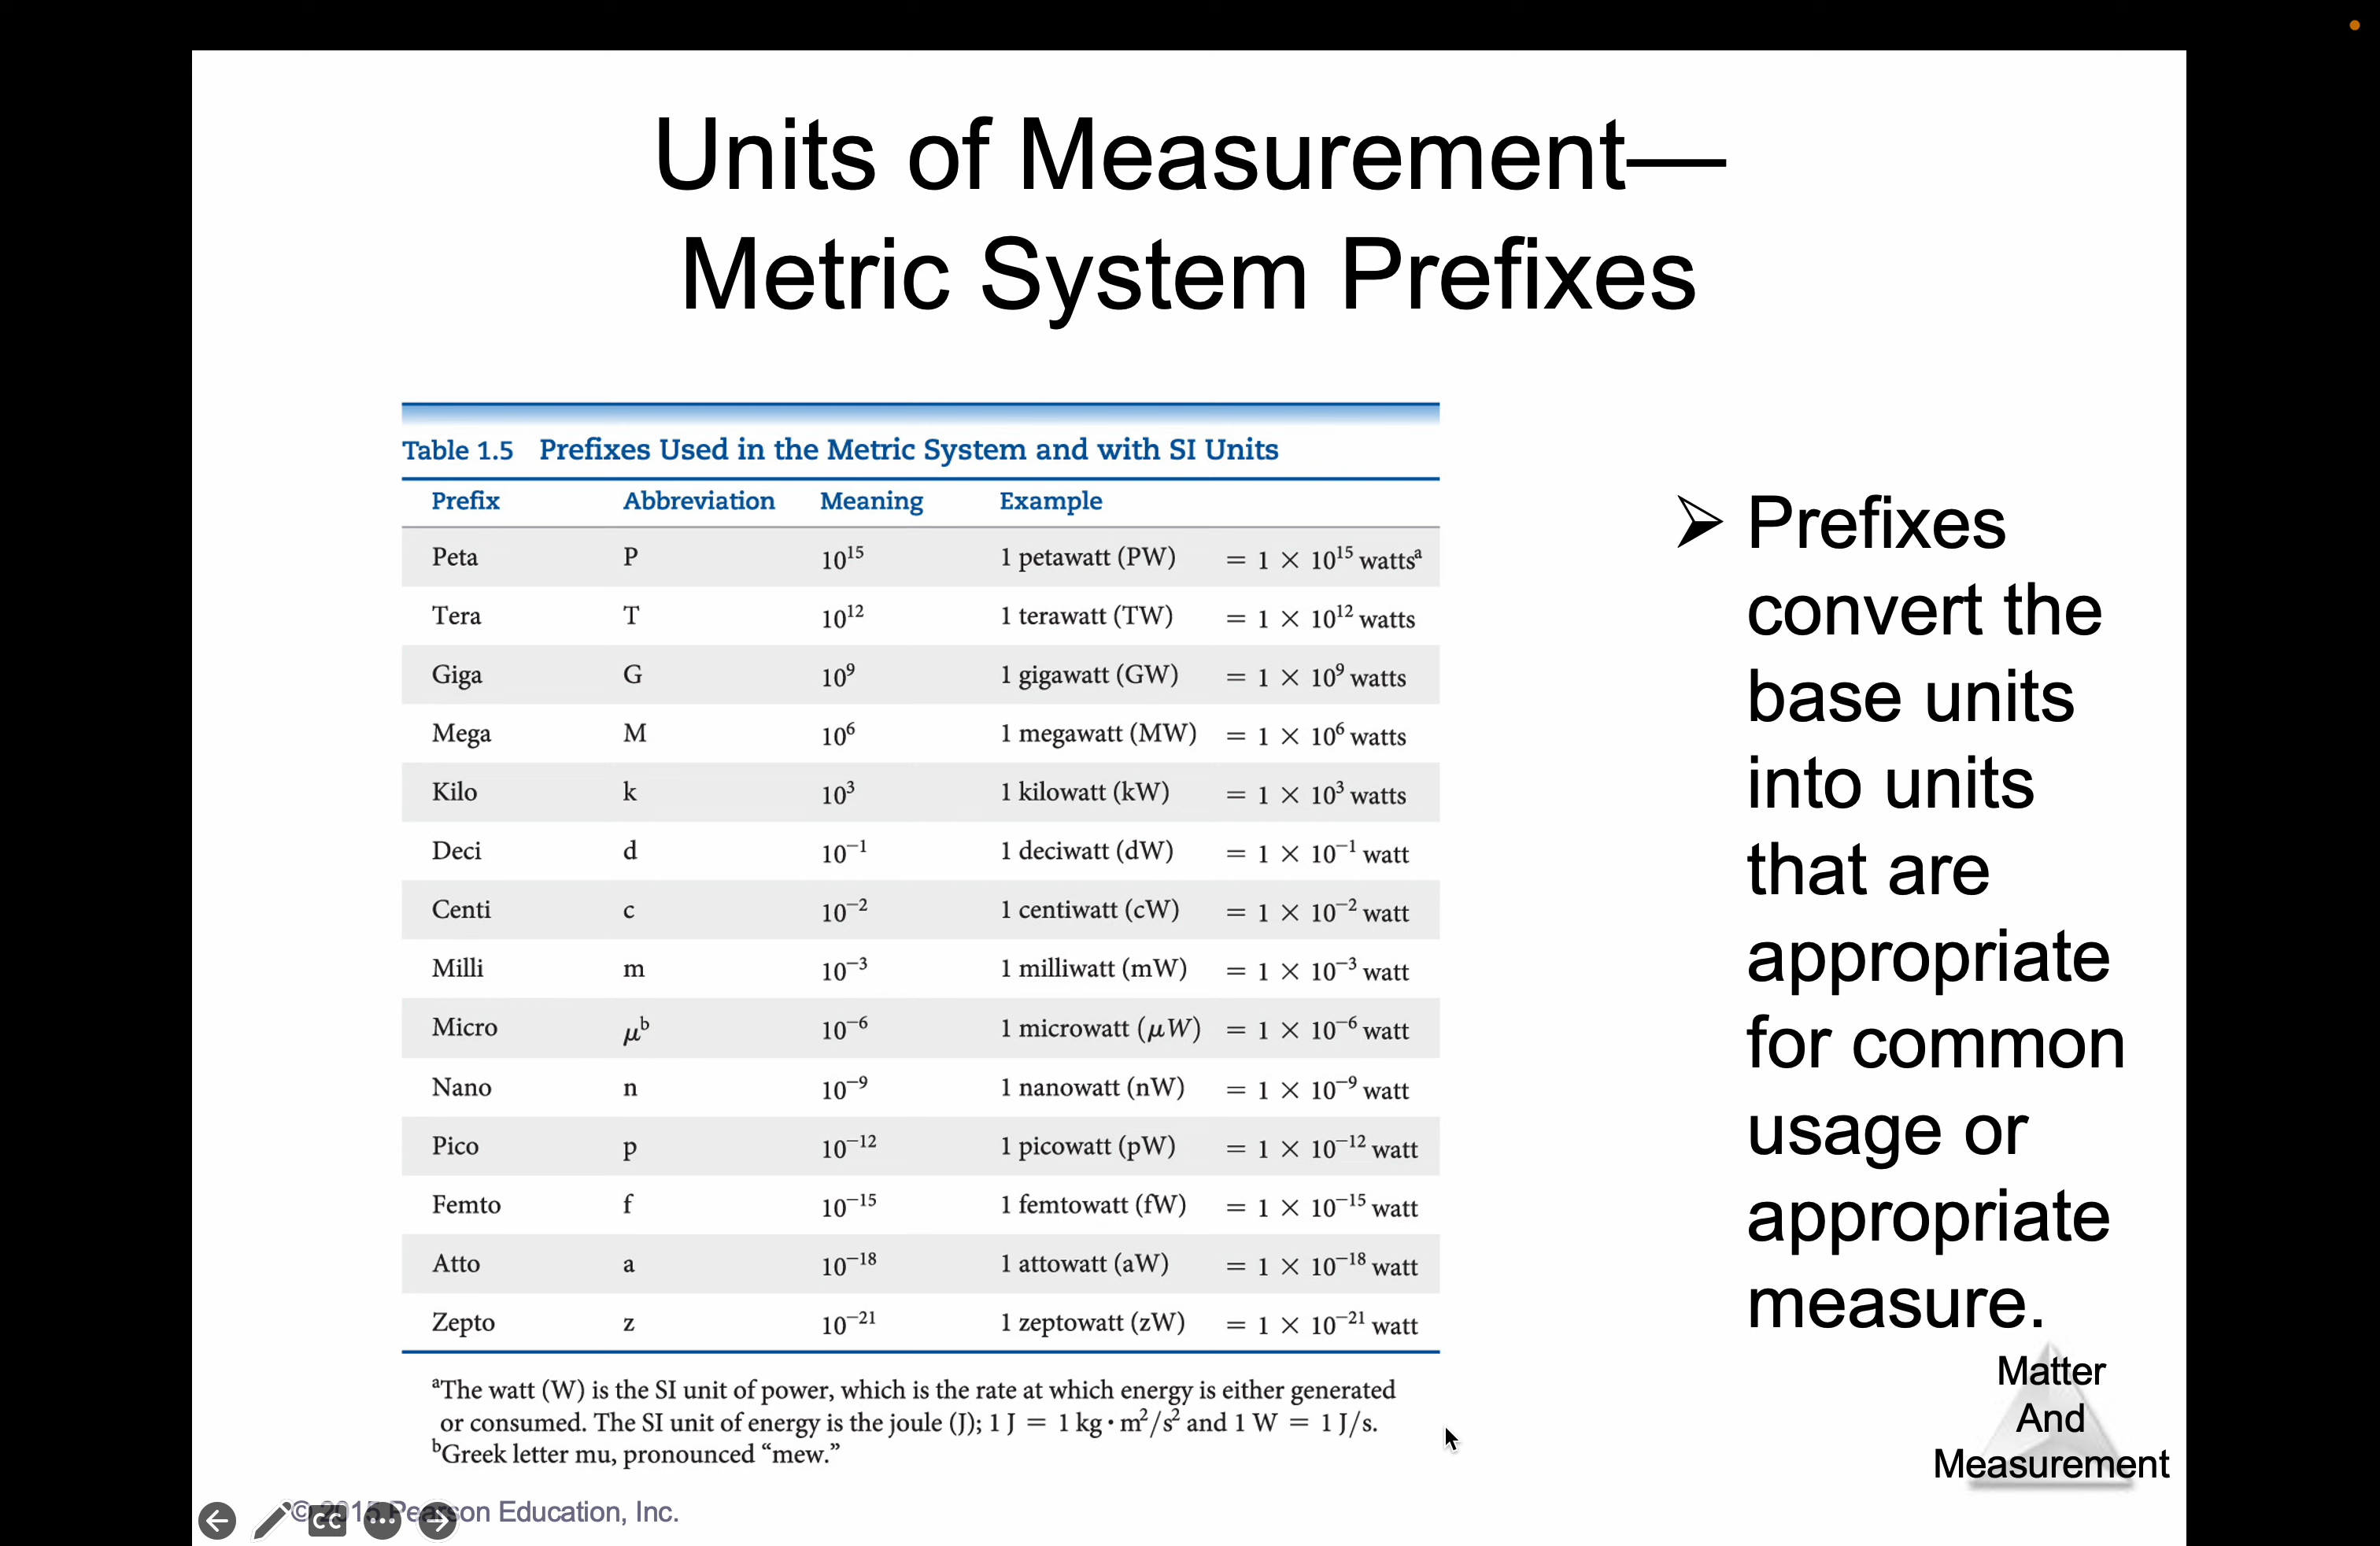 Units of Measurement—
Metric System Prefixes
Table 1.5 Prefixes Used in the Metric System and with SI Units
Prefix Abbreviation Meaning Example
Peta P 10¹⁵ 1 petawatt (PW) = 1 × 10¹⁵ wattsᵃ
Tera T 10¹² 1 terawatt (TW) = 1 × 10¹² watts
Giga G 10⁹ 1 gigawatt (GW) = 1 × 10⁹ watts
Mega M 10⁶ 1 megawatt (MW) = 1 × 10⁶ watts
Kilo k 10³ 1 kilowatt (kW) = 1 × 10³ watts
Deci d 10⁻¹ 1 deciwatt (dW) = 1 × 10⁻¹ watt
Centi c 10⁻² 1 centiwatt (cW) = 1 × 10⁻² watt
Milli m 10⁻³ 1 milliwatt (mW) = 1 × 10⁻³ watt
Micro μᵇ 10⁻⁶ 1 microwatt (μW) = 1 × 10⁻⁶ watt
Nano n 10⁻⁹ 1 nanowatt (nW) = 1 × 10⁻⁹ watt
Pico p 10⁻¹² 1 picowatt (pW) = 1 × 10⁻¹² watt
Femto f 10⁻¹⁵ 1 femtowatt (fW) = 1 × 10⁻¹⁵ watt
Atto a 10⁻¹⁸ 1 attowatt (aW) = 1 × 10⁻¹⁸ watt
Zepto z 10⁻²¹ 1 zeptowatt (zW) = 1 × 10⁻²¹ watt
ᵃThe watt (W) is the SI unit of power, which is the rate at which energy is either generated
or consumed. The SI unit of energy is the joule (J); 1 J = 1 kg · m²/s² and 1 W = 1 J/s.
ᵇGreek letter mu, pronounced “mew.”
➢ Prefixes
convert the
base units
into units
that are
appropriate
for common
usage or
appropriate
measure.
Matter
And
Measurement
© 2015 Pearson Education, Inc.
CC